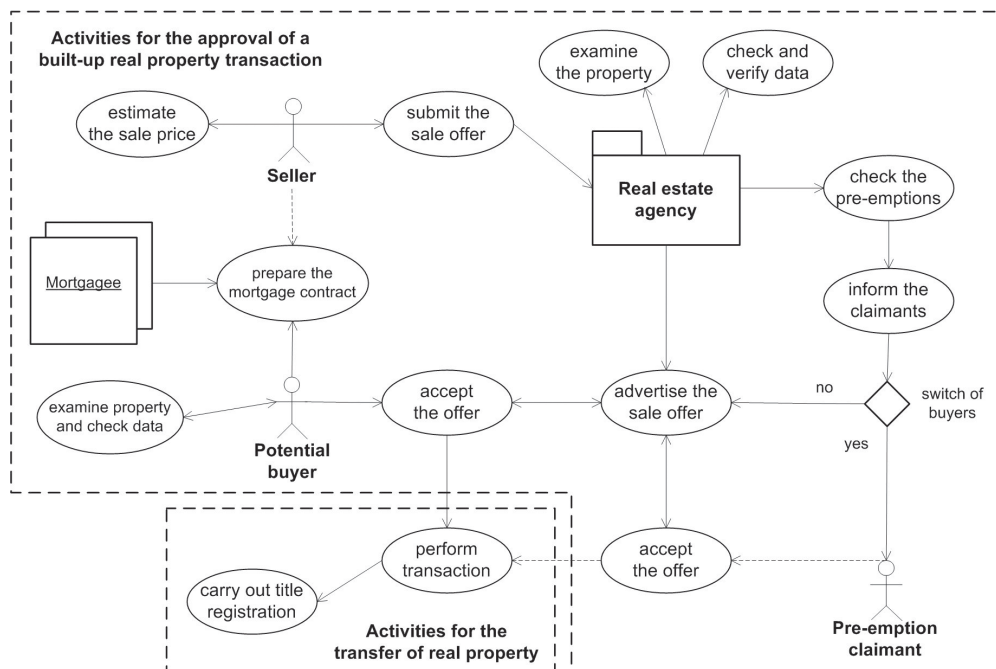 Activities for the approval of a
built-up real property transaction
examine
the property
check and
verify data
estimate
the sale price
submit the
sale offer
Seller
Real estate
agency
check the
pre-emptions
Mortgagee
prepare the
mortgage contract
inform the
claimants
examine property
and check data
Potential
buyer
accept
the offer
advertise the
sale offer
no
switch of
buyers
yes
perform
transaction
accept
the offer
carry out title
registration
Activities for the
transfer of real property
Pre-emption
claimant